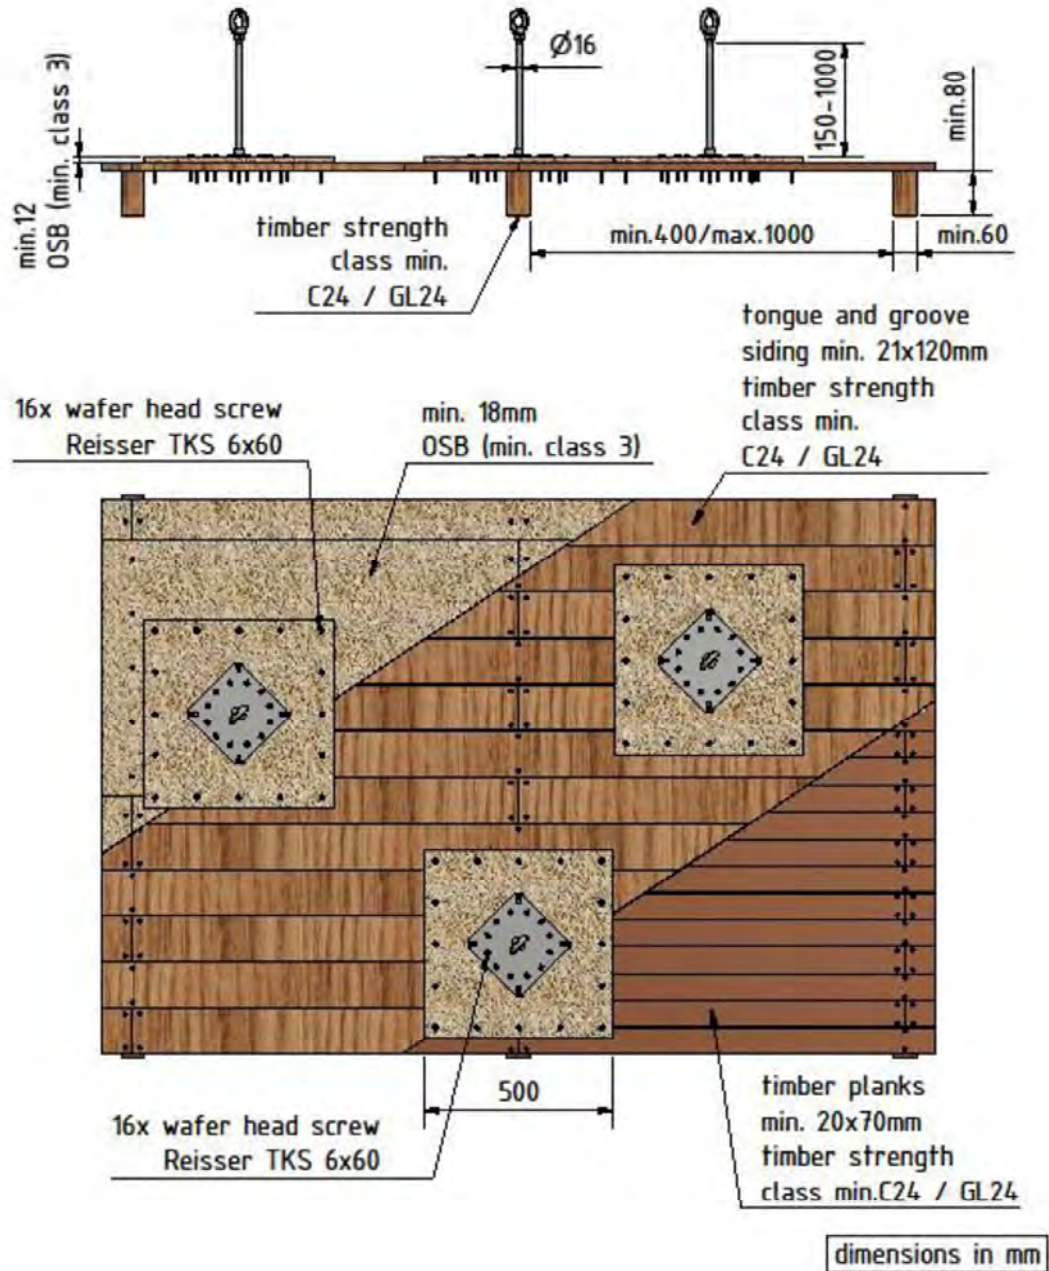 Ø16
150-1000
min.80
min.12
OSB (min. class 3)
timber strength
class min.
C24 / GL24
min.400/max.1000
min.60
tongue and groove
siding min. 21x120mm
timber strength
class min.
C24 / GL24
16x wafer head screw
Reisser TKS 6x60
min. 18mm
OSB (min. class 3)
500
16x wafer head screw
Reisser TKS 6x60
timber planks
min. 20x70mm
timber strength
class min.C24 / GL24
dimensions in mm